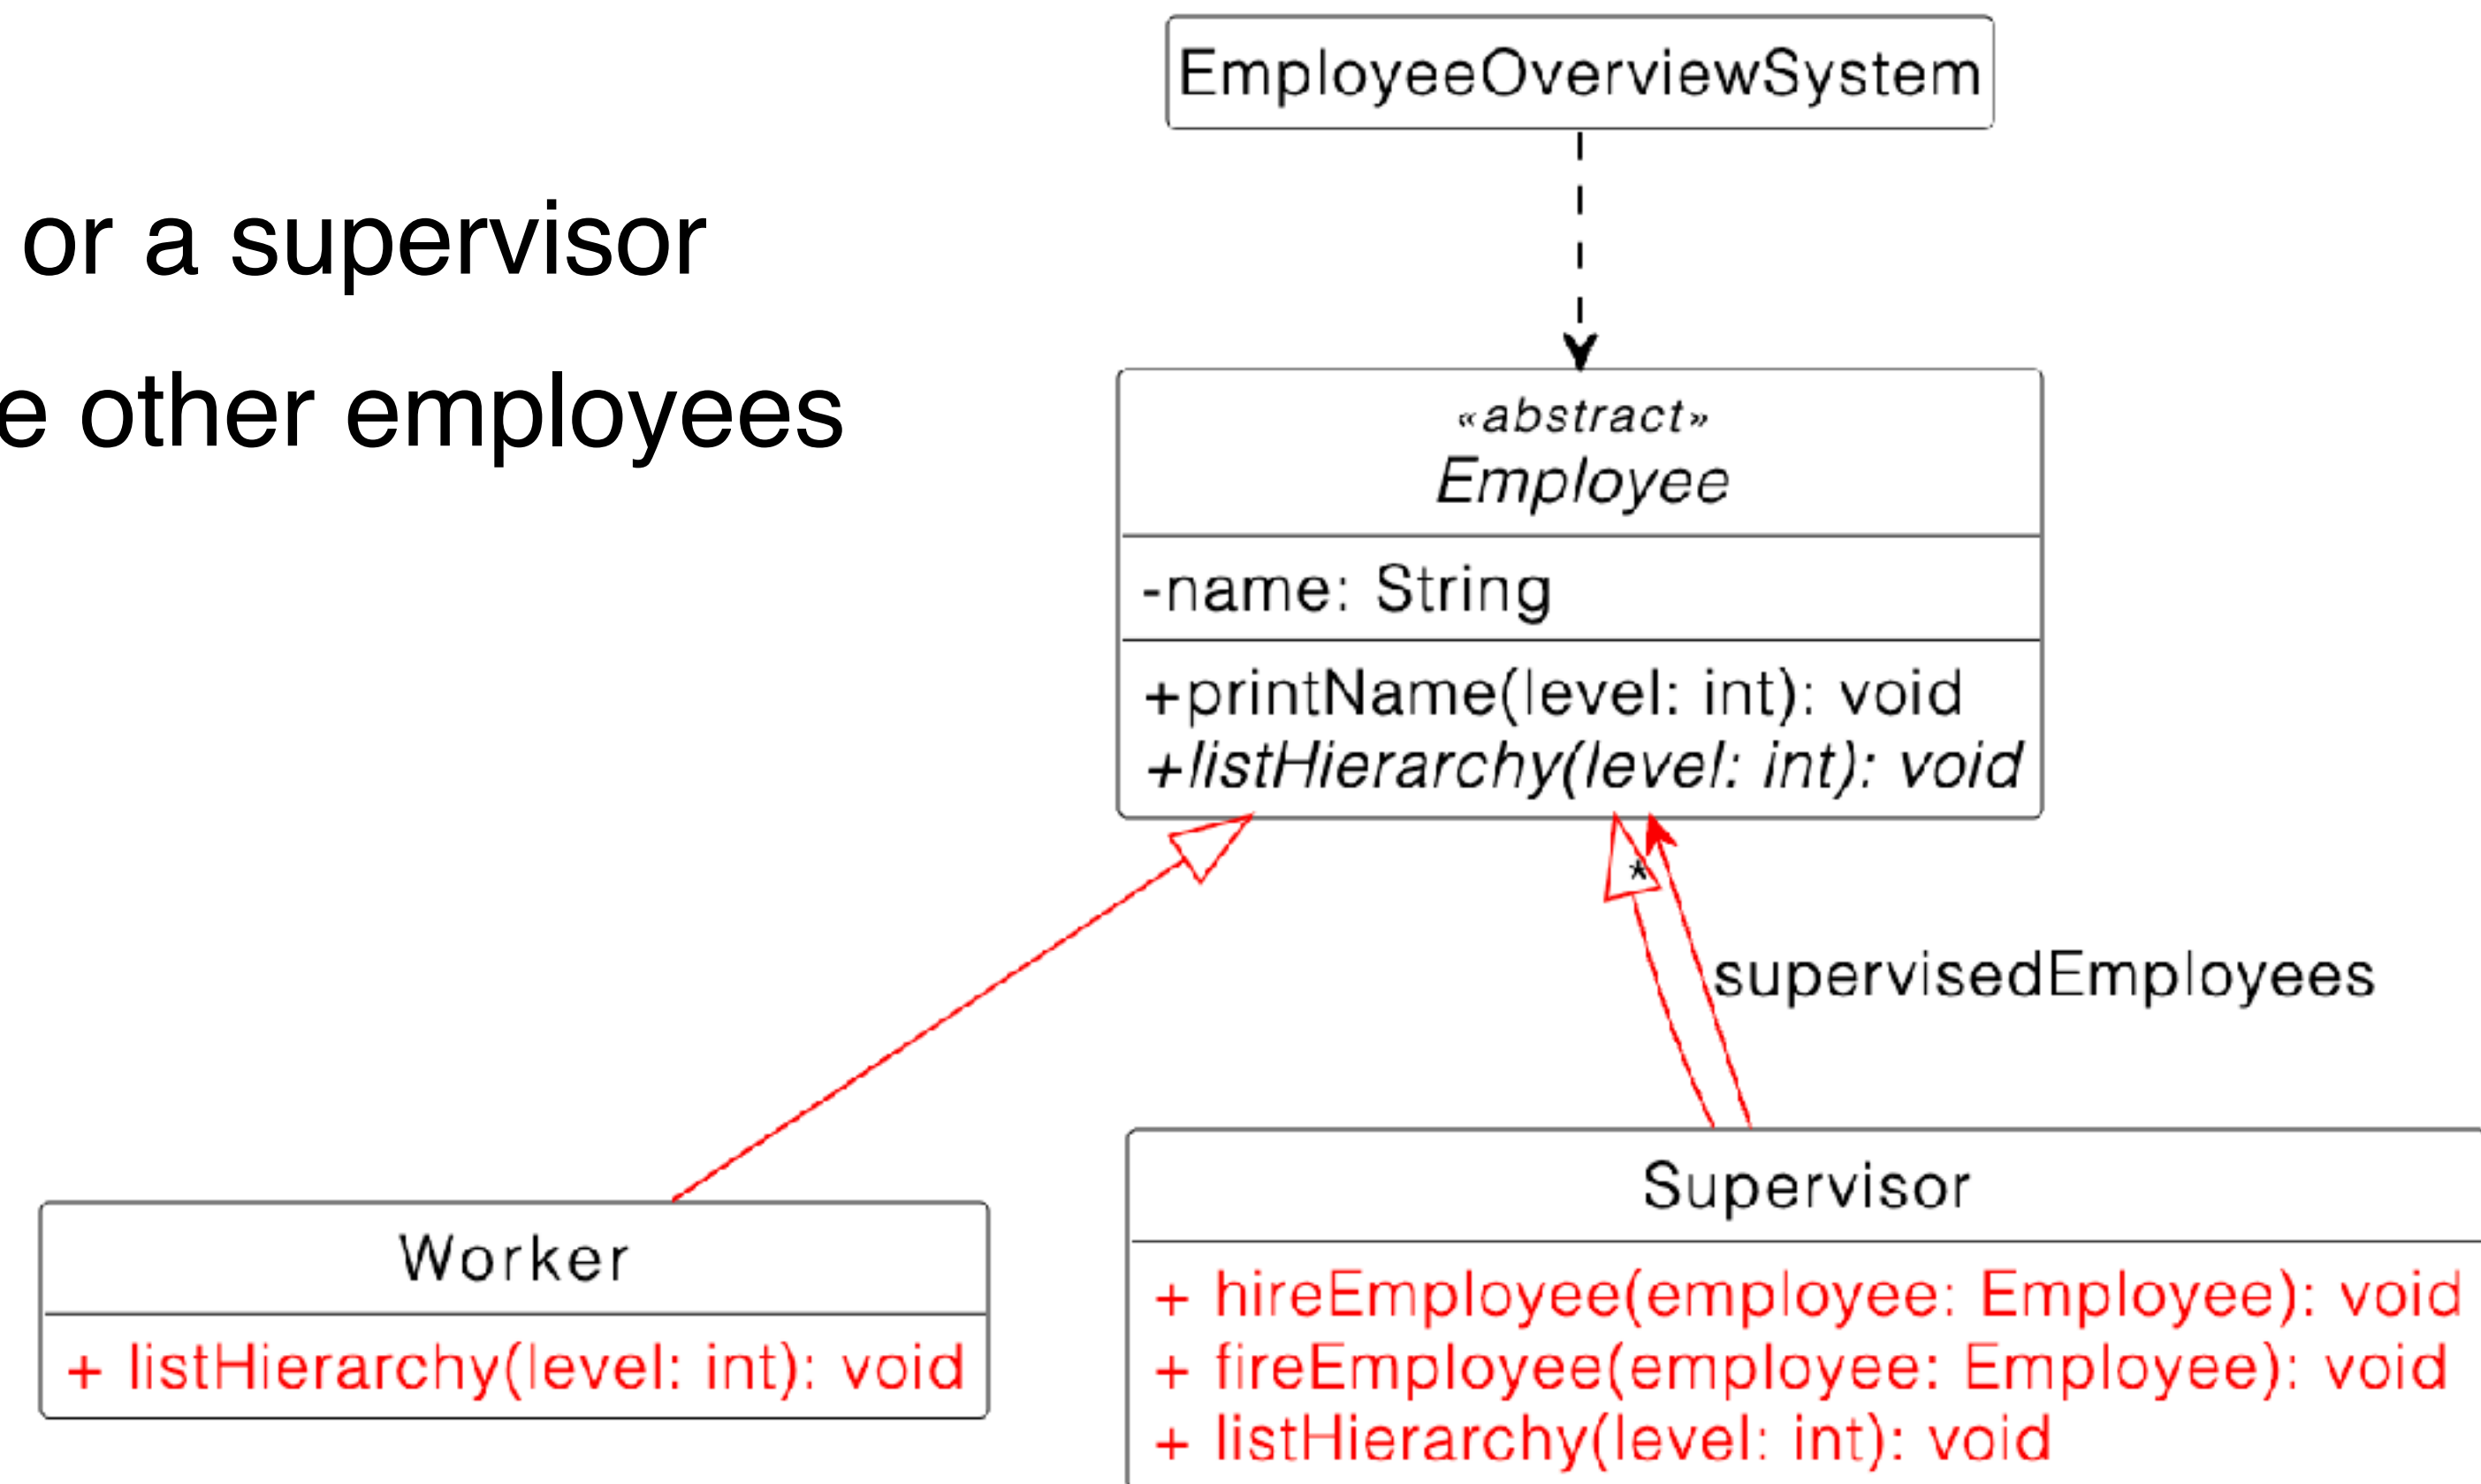 EmployeeOverviewSystem
or a supervisor
e other employees
«abstract»
Employee
-name: String
+printName(level: int): void
+listHierarchy(level: int): void
*
supervisedEmployees
Worker
+ listHierarchy(level: int): void
Supervisor
+ hireEmployee(employee: Employee): void
+ fireEmployee(employee: Employee): void
+ listHierarchy(level: int): void